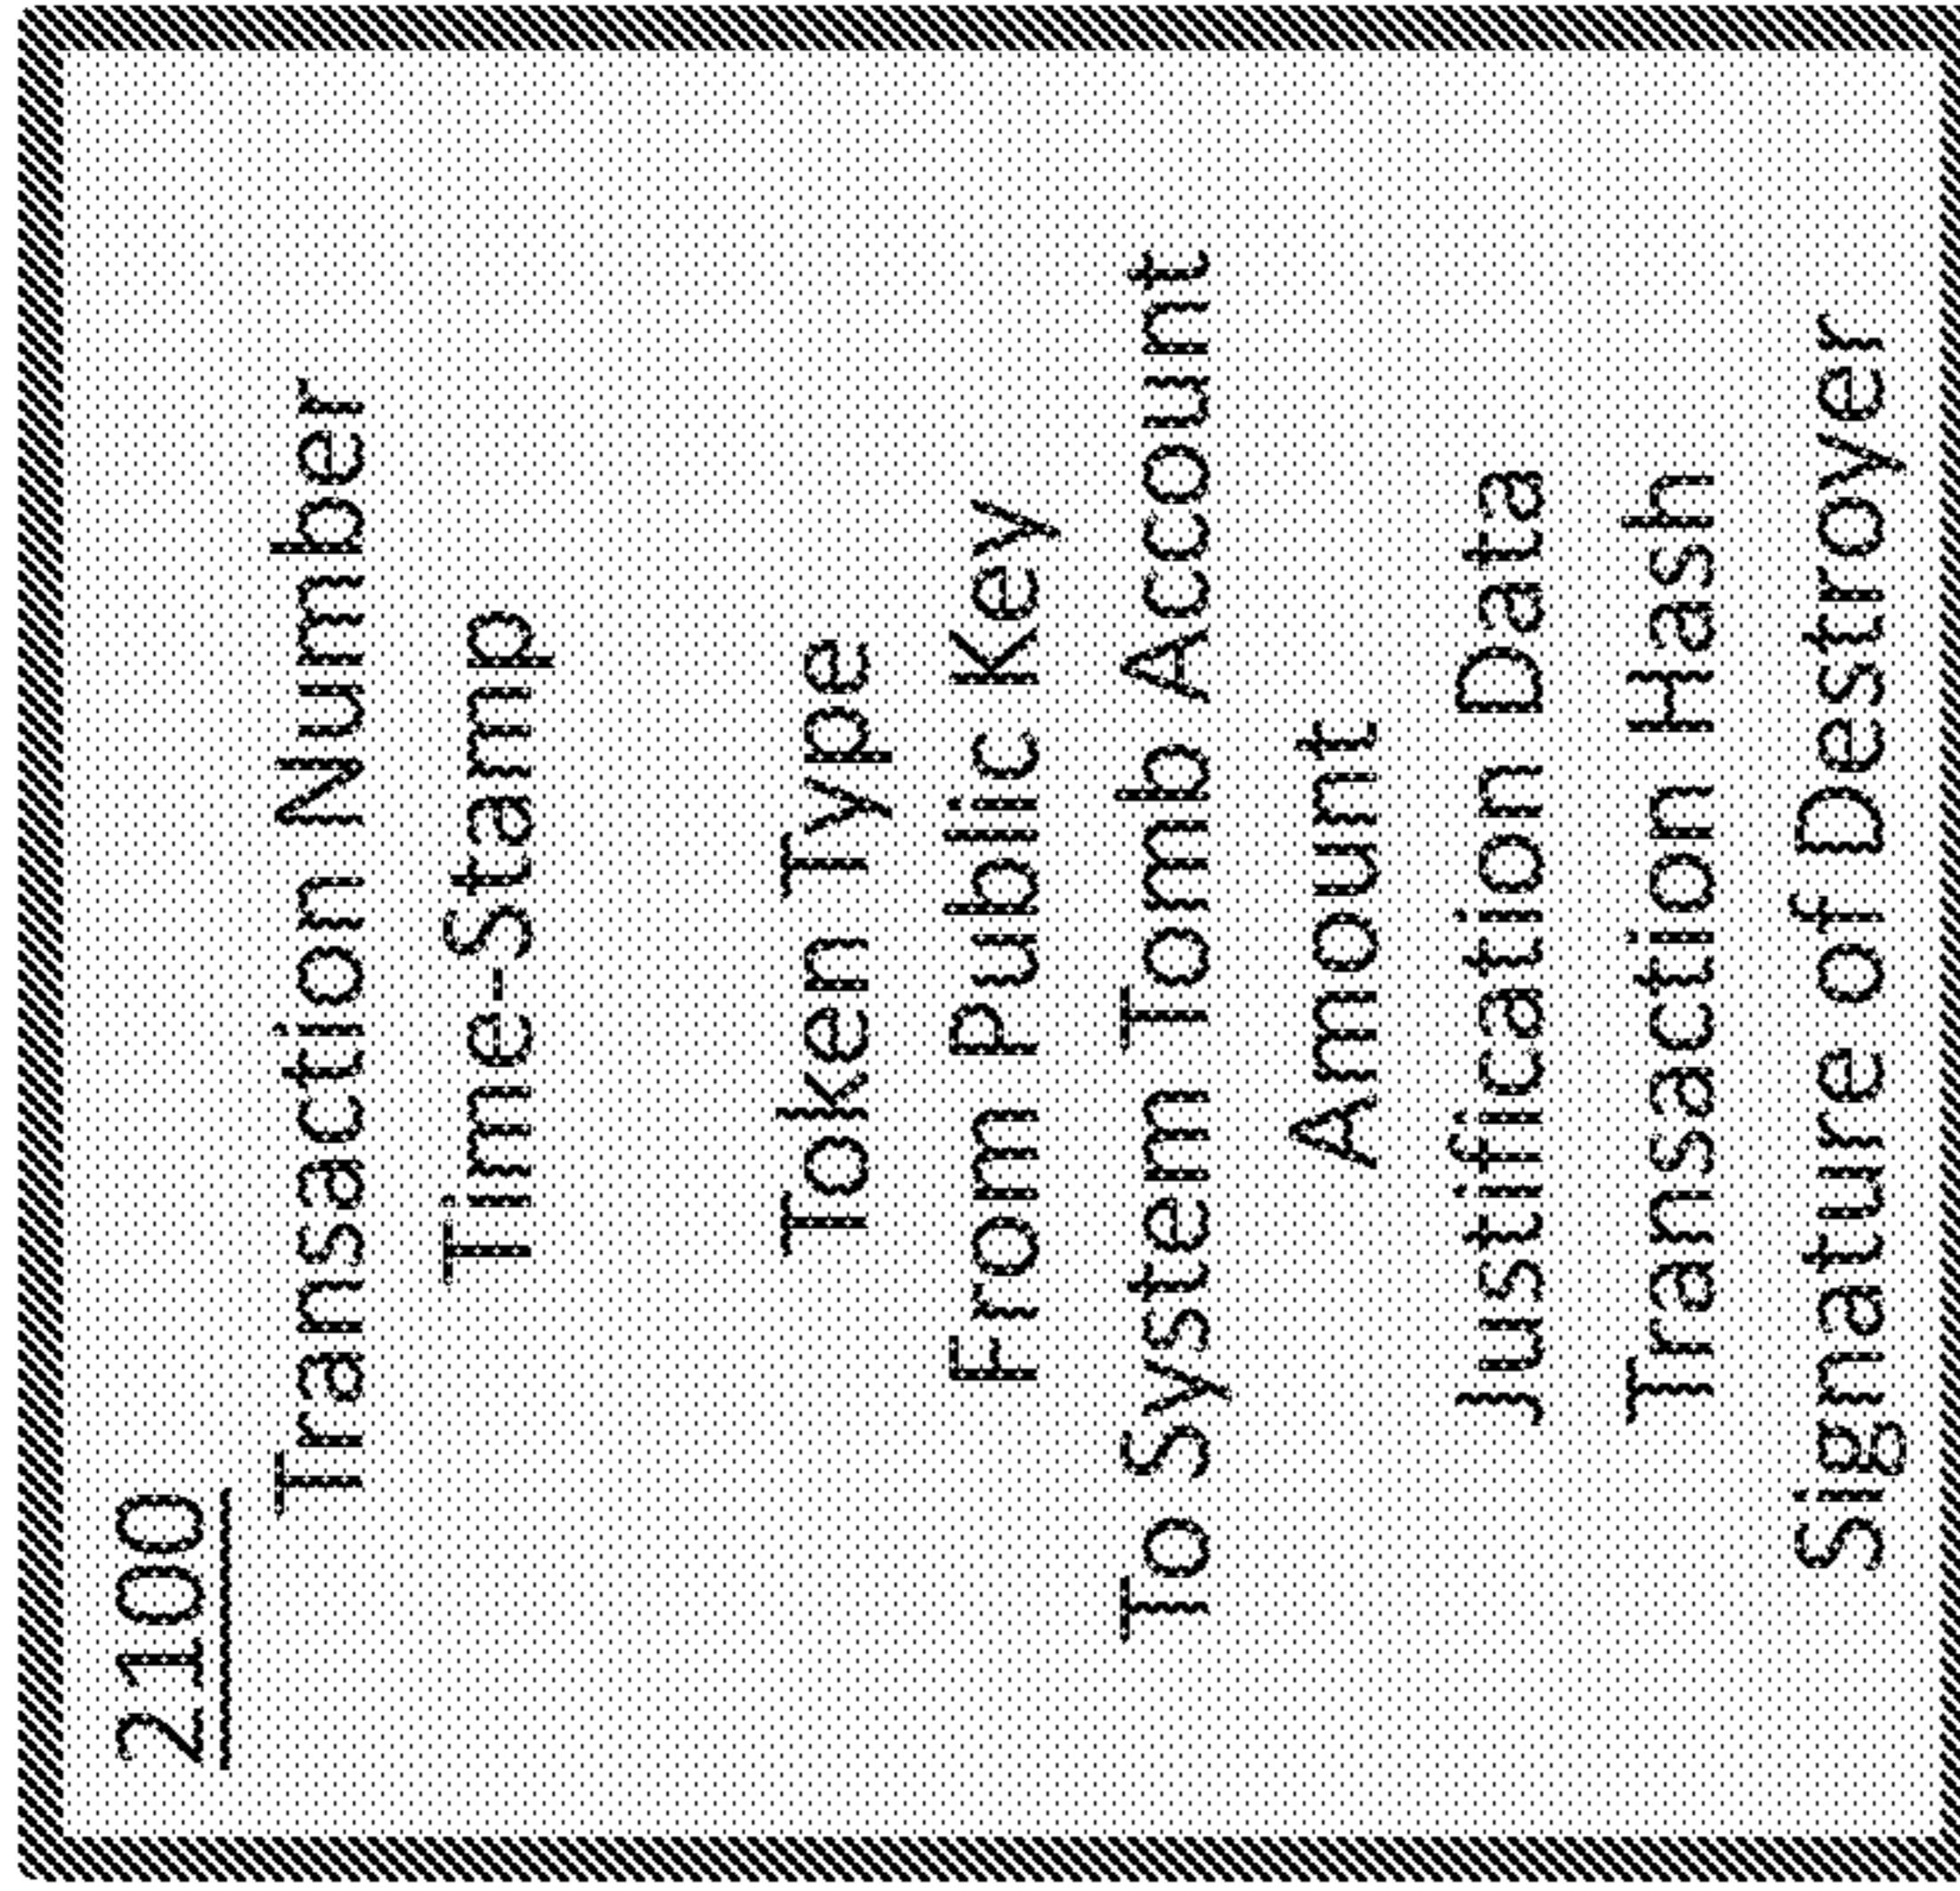 2100
Transaction Number
Time-Stamp
Token Type
From Public Key
To System Tomb Account
Amount
Justification Data
Transaction Hash
Signature of Destroyer